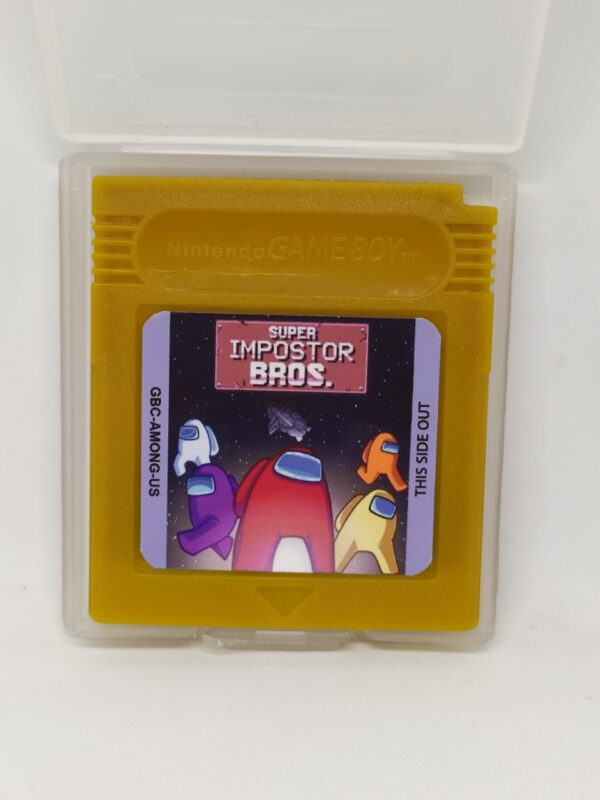 Nintendo GAME BOY TM
SUPER
IMPOSTOR
BROS.
GBC-AMONG-US
THIS SIDE OUT